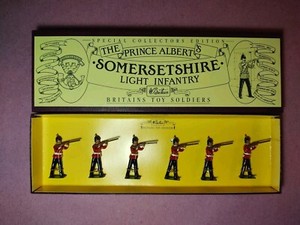 SPECIAL COLLECTORS EDITION
THE PRINCE ALBERT'S
SOMERSETSHIRE
LIGHT INFANTRY
BRITAINS TOY SOLDIERS